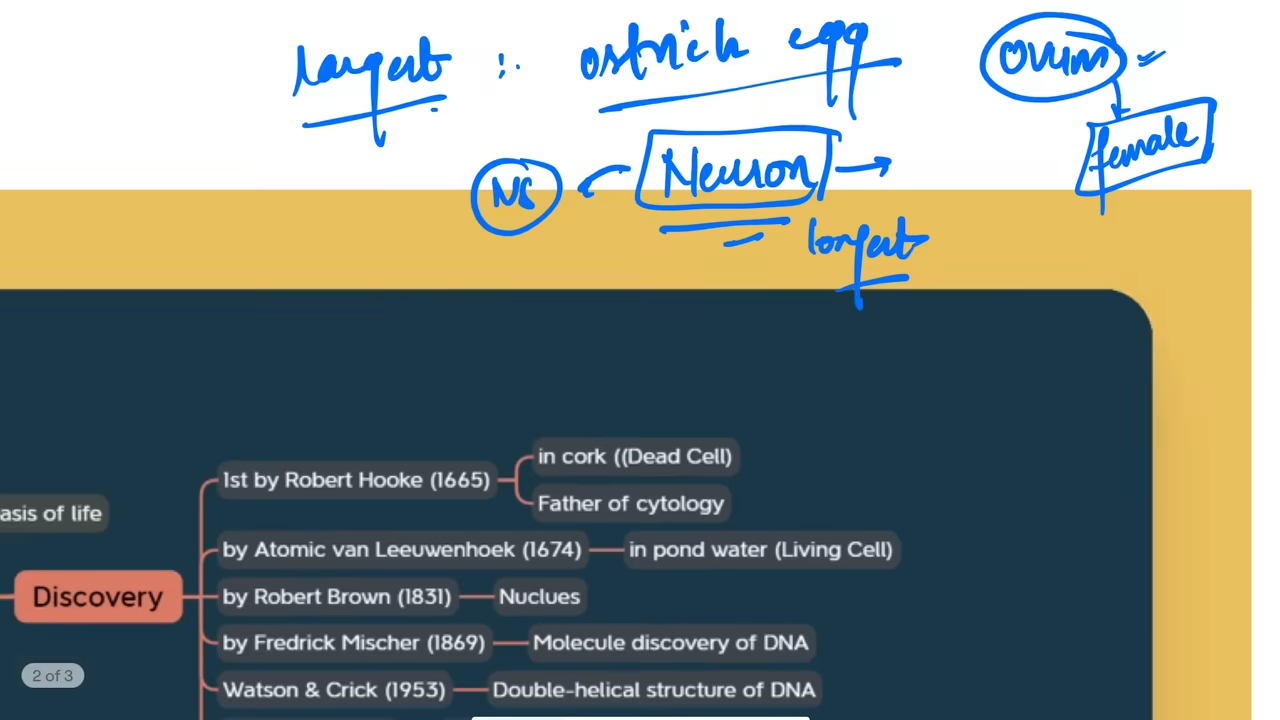 largest :. ostrich egg
ovum
female
NS
Neuron
longest
1st by Robert Hooke (1665)
in cork ((Dead Cell)
Father of cytology
asis of life
by Atomic van Leeuwenhoek (1674)
in pond water (Living Cell)
Discovery
by Robert Brown (1831)
Nuclues
by Fredrick Mischer (1869)
Molecule discovery of DNA
2 of 3
Watson & Crick (1953)
Double-helical structure of DNA